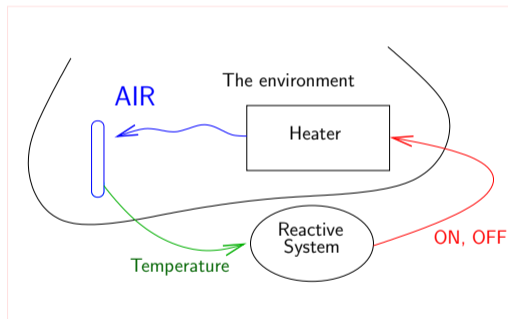 The environment
AIR
Heater
Reactive
System
ON, OFF
Temperature